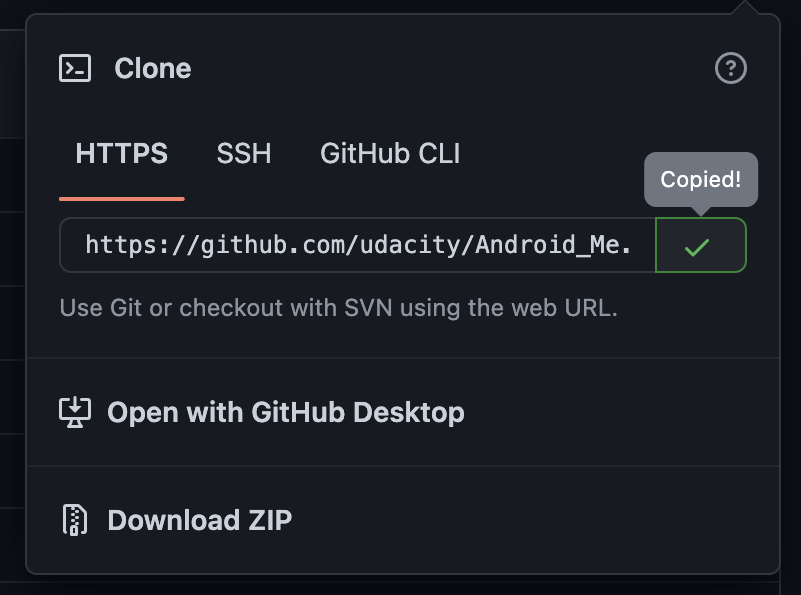 Clone
HTTPS SSH GitHub CLI
Copied!
https://github.com/udacity/Android_Me.
Use Git or checkout with SVN using the web URL.
Open with GitHub Desktop
Download ZIP